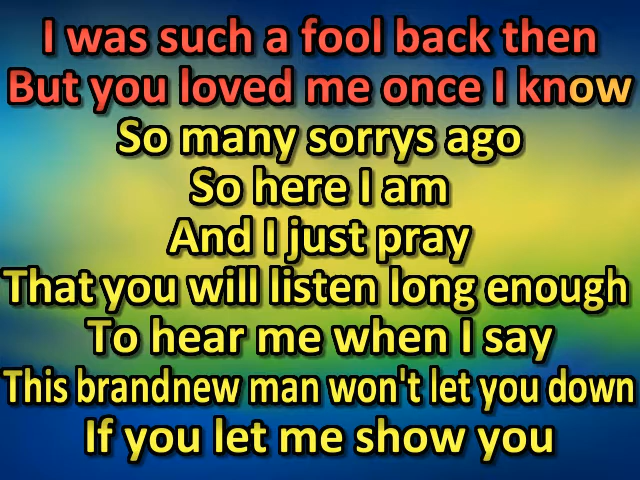 I was such a fool back then
But you loved me once I know
So many sorrys ago
So here I am
And I just pray
That you will listen long enough
To hear me when I say
This brandnew man won't let you down
If you let me show you